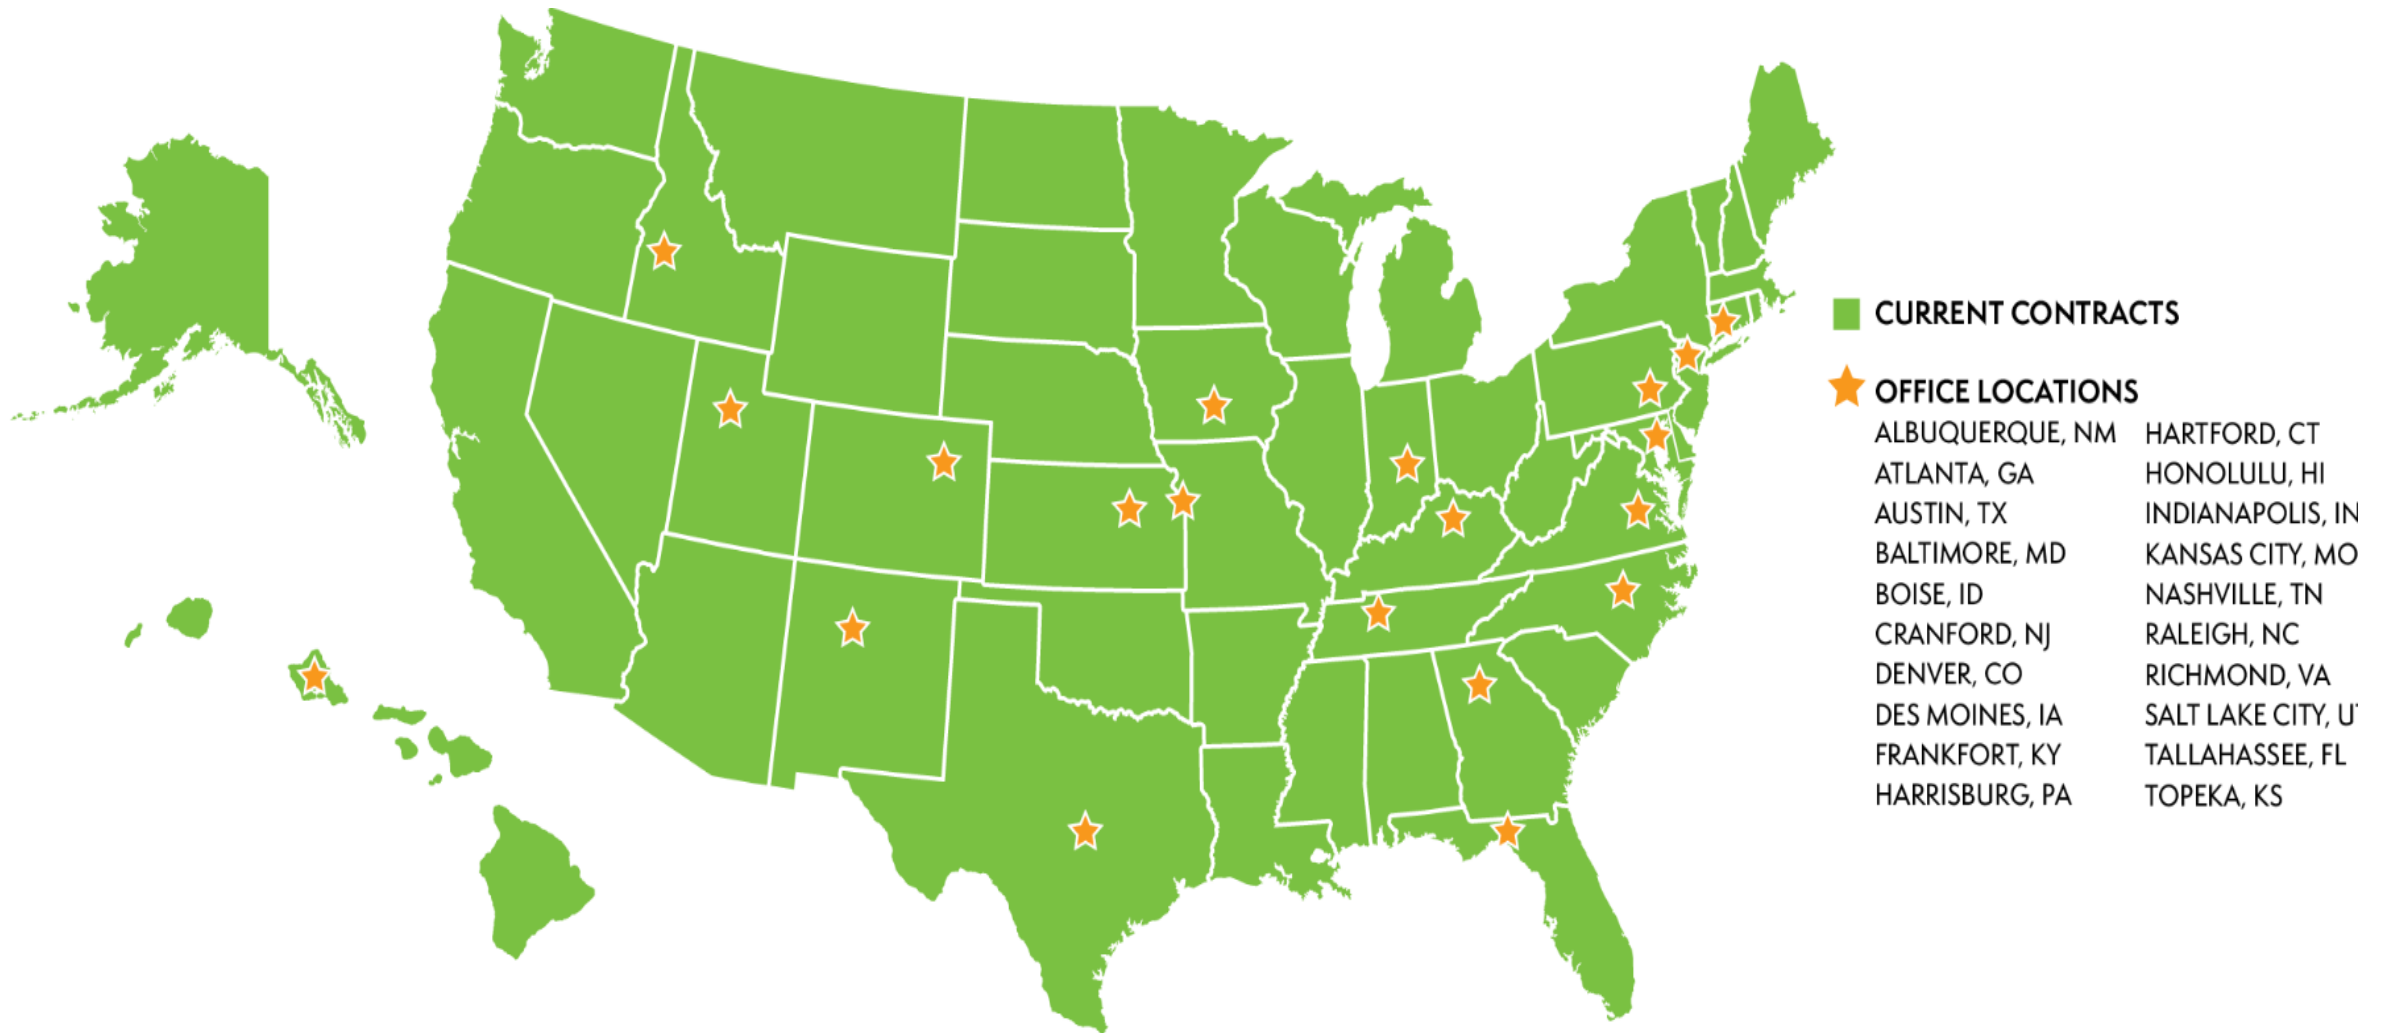 CURRENT CONTRACTS
OFFICE LOCATIONS
ALBUQUERQUE, NM
ATLANTA, GA
AUSTIN, TX
BALTIMORE, MD
BOISE, ID
CRANFORD, NJ
DENVER, CO
DES MOINES, IA
FRANKFORT, KY
HARRISBURG, PA
HARTFORD, CT
HONOLULU, HI
INDIANAPOLIS, IN
KANSAS CITY, MO
NASHVILLE, TN
RALEIGH, NC
RICHMOND, VA
SALT LAKE CITY, U
TALLAHASSEE, FL
TOPEKA, KS